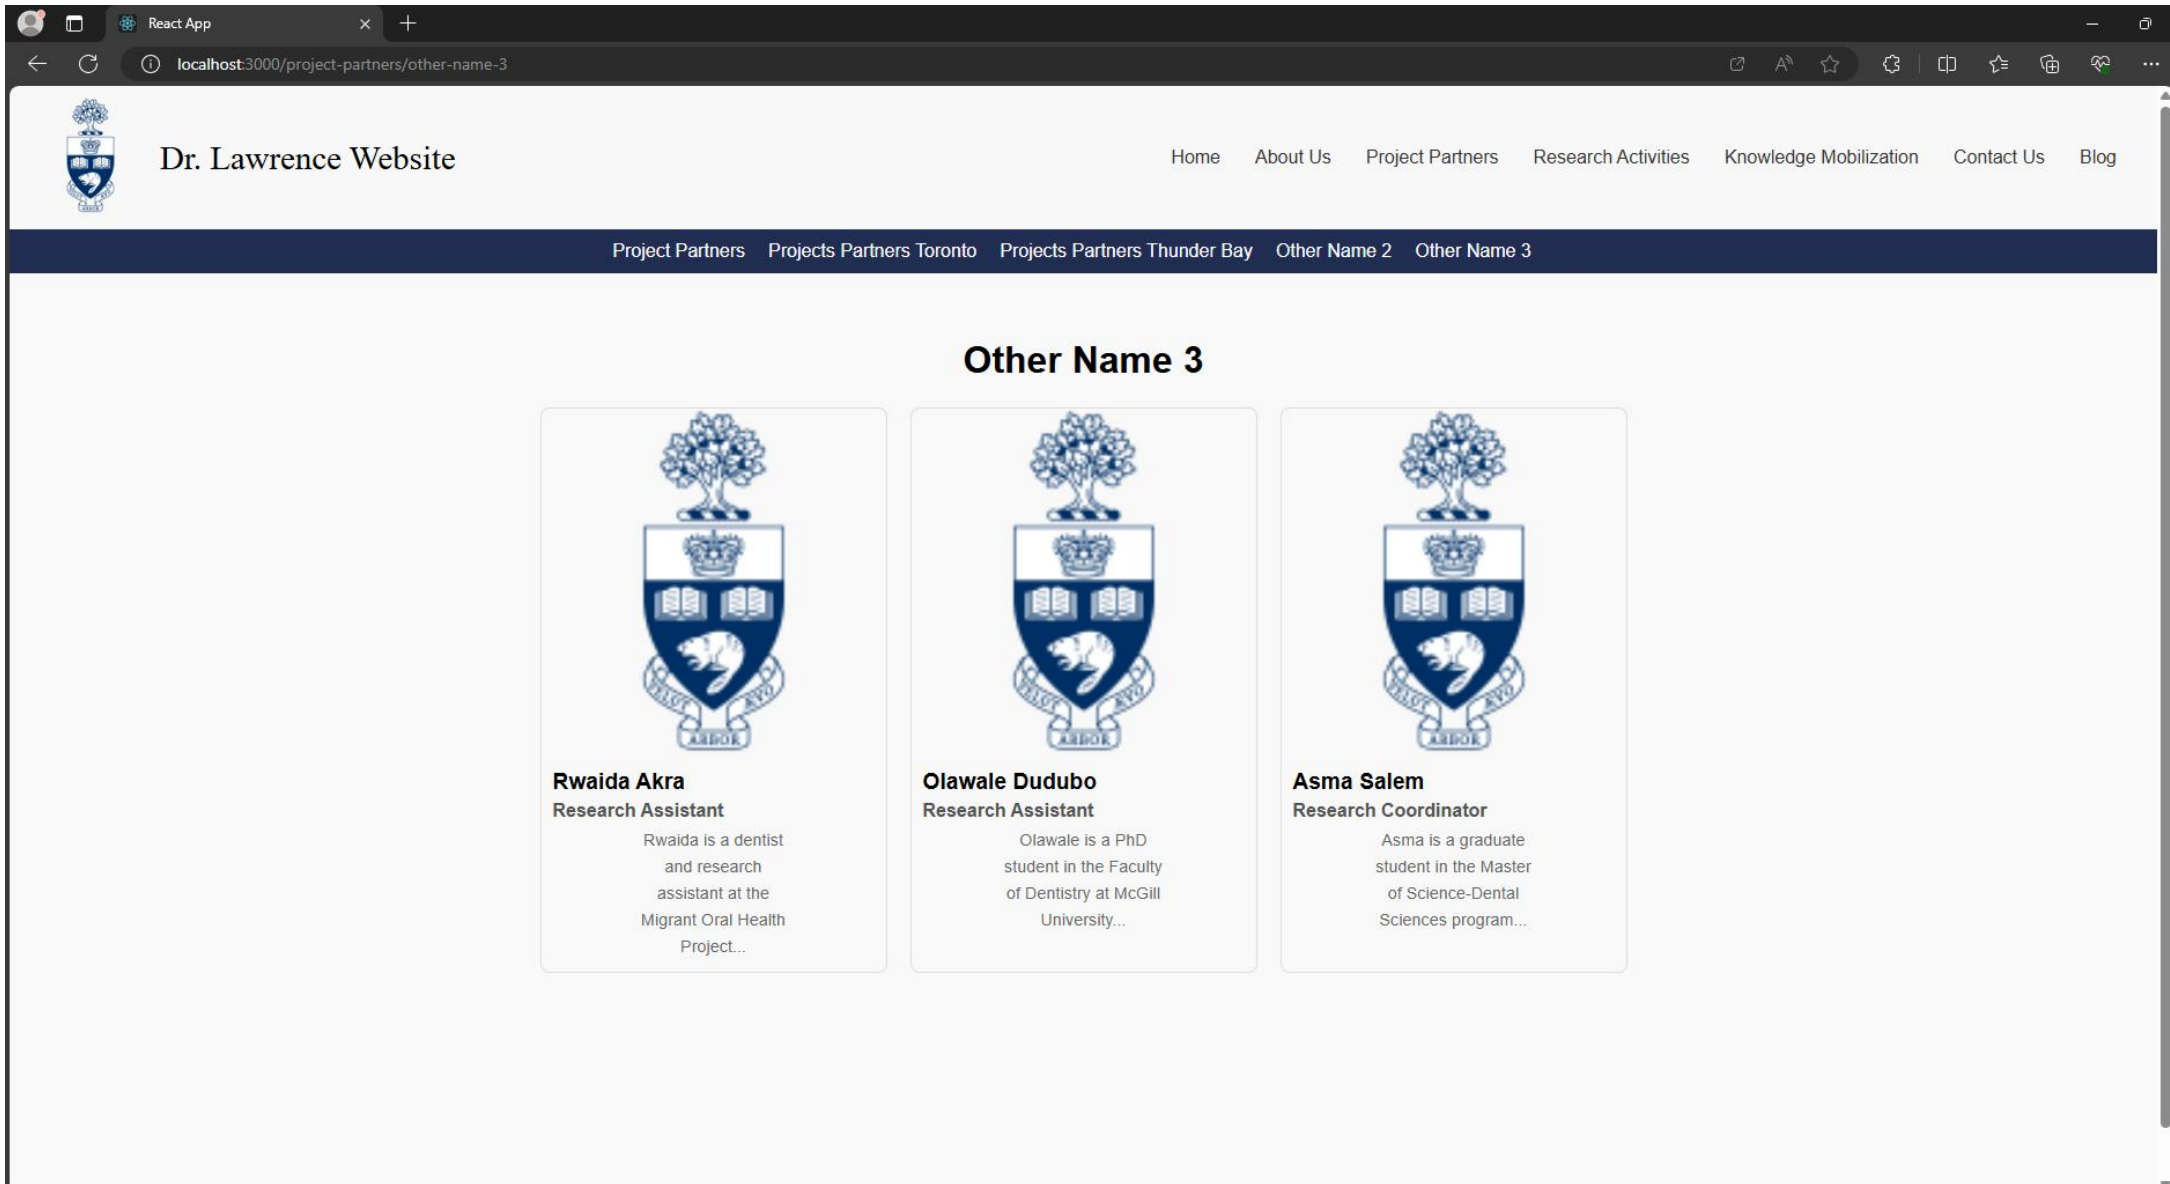 React App
localhost:3000/project-partners/other-name-3
Dr. Lawrence Website
Home About Us Project Partners Research Activities Knowledge Mobilization Contact Us Blog
Project Partners Projects Partners Toronto Projects Partners Thunder Bay Other Name 2 Other Name 3
Other Name 3
ARBOR
Rwaida Akra
Research Assistant
Rwaida is a dentist
and research
assistant at the
Migrant Oral Health
Project...
ARBOR
Olawale Dudubo
Research Assistant
Olawale is a PhD
student in the Faculty
of Dentistry at McGill
University...
ARBOR
Asma Salem
Research Coordinator
Asma is a graduate
student in the Master
of Science-Dental
Sciences program...